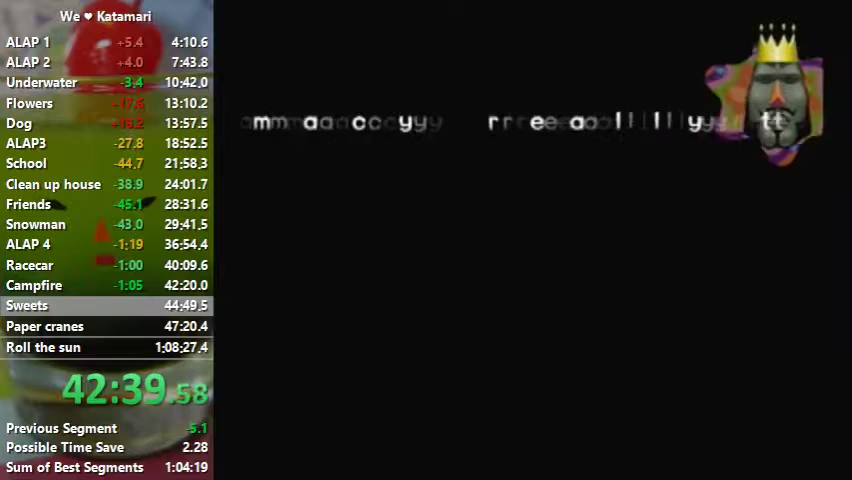 We ♥ Katamari
ALAP 1 +5.4 4:10.6
ALAP 2 +4.0 7:43.8
Underwater -3.4 10:42.0
Flowers +17.6 13:10.2
Dog +16.2 13:57.5
ALAP3 -27.8 18:52.5
School -44.7 21:58.3
Clean up house -38.9 24:01.7
Friends -45.1 28:31.6
Snowman -43.0 29:41.5
ALAP 4 -1:19 36:54.4
Racecar -1:00 40:09.6
Campfire -1:05 42:20.0
Sweets 44:49.5
Paper cranes 47:20.4
Roll the sun 1:08:27.4
42:39.58
Previous Segment -5.1
Possible Time Save 2.28
Sum of Best Segments 1:04:19